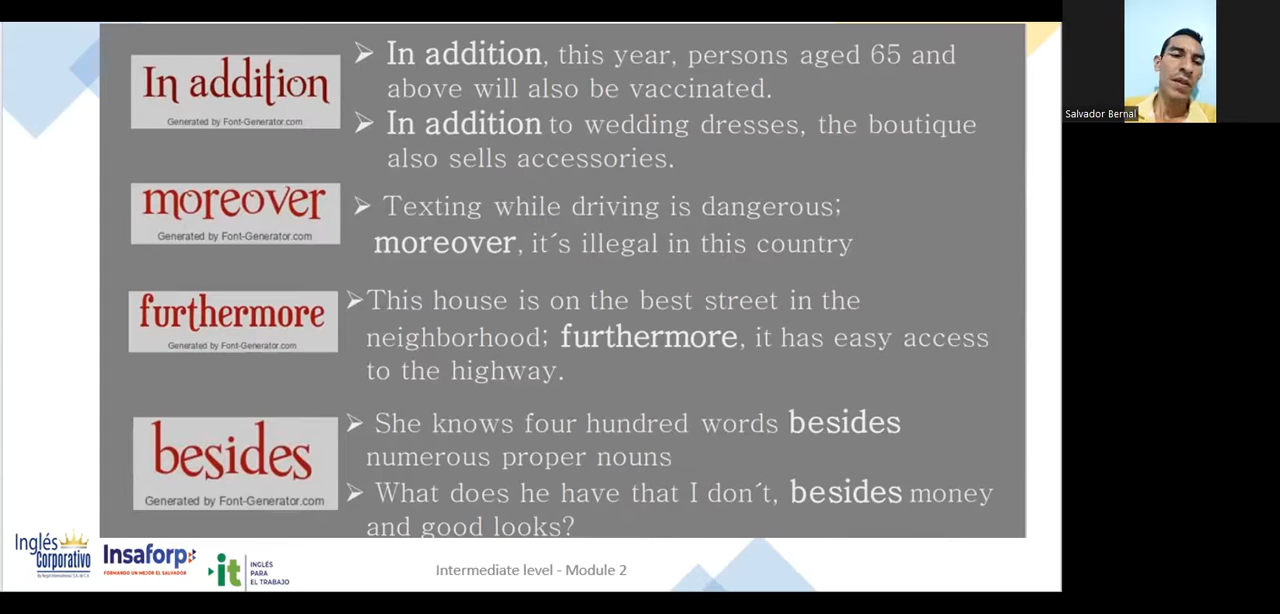 In addition
Generated by Font-Generator.com
➢ In addition, this year, persons aged 65 and
above will also be vaccinated.
➢ In addition to wedding dresses, the boutique
also sells accessories.
moreover
Generated by Font-Generator.com
➢ Texting while driving is dangerous;
moreover, it´s illegal in this country
furthermore
Generated by Font-Generator.com
➢This house is on the best street in the
neighborhood; furthermore, it has easy access
to the highway.
besides
Generated by Font-Generator.com
➢ She knows four hundred words besides
numerous proper nouns
➢ What does he have that I don´t, besides money
and good looks?
Inglés
Corporativo
Insaforp
FORMANDO UN MEJOR EL SALVADOR
it
INGLÉS
PARA
EL TRABAJO
Intermediate level - Module 2
Salvador Bernal